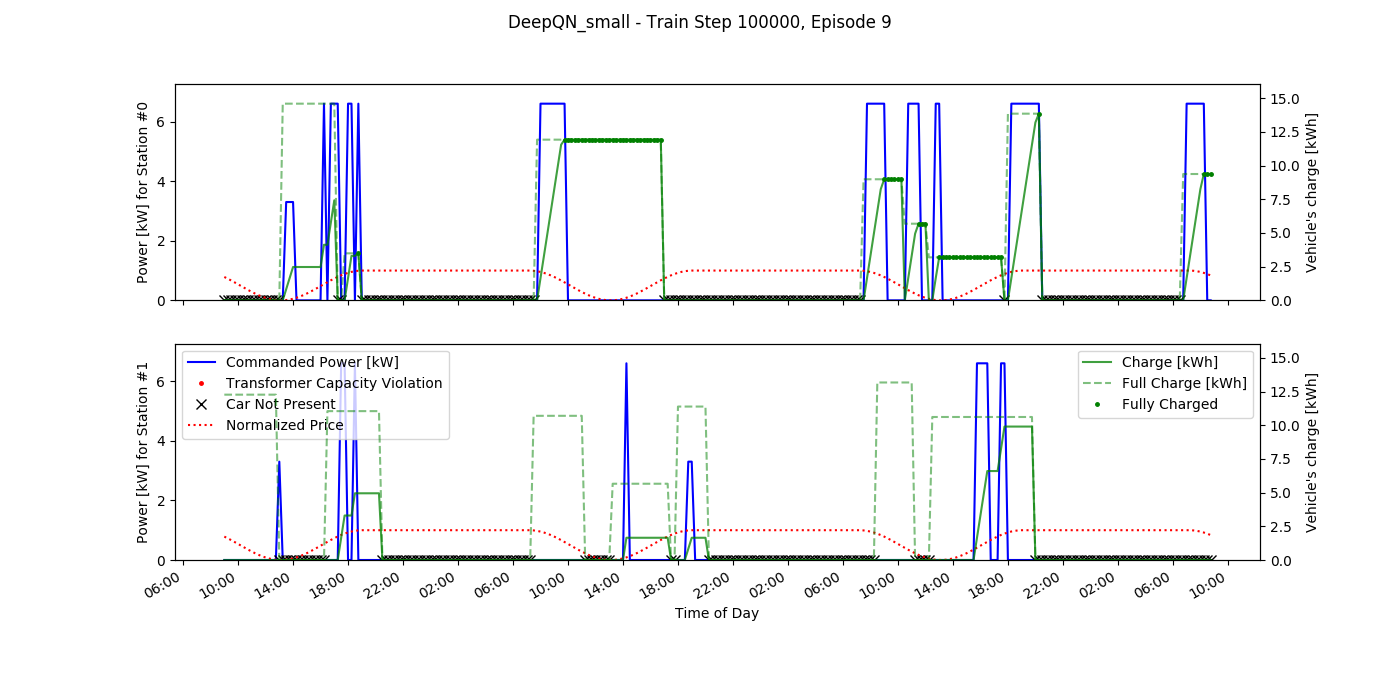 DeepQN_small - Train Step 100000, Episode 9
Power [kW] for Station #0
6
4
2
0
15.0
12.5
10.0
7.5
5.0
2.5
0.0
Vehicle's charge [kWh]
Power [kW] for Station #1
6
4
2
0
Commanded Power [kW]
Transformer Capacity Violation
Car Not Present
Normalized Price
Charge [kWh]
Full Charge [kWh]
Fully Charged
15.0
12.5
10.0
7.5
5.0
2.5
0.0
Vehicle's charge [kWh]
06:00 10:00 14:00 18:00 22:00 02:00 06:00 10:00 14:00 18:00 22:00 02:00 06:00 10:00 14:00 18:00 22:00 02:00 06:00 10:00
Time of Day